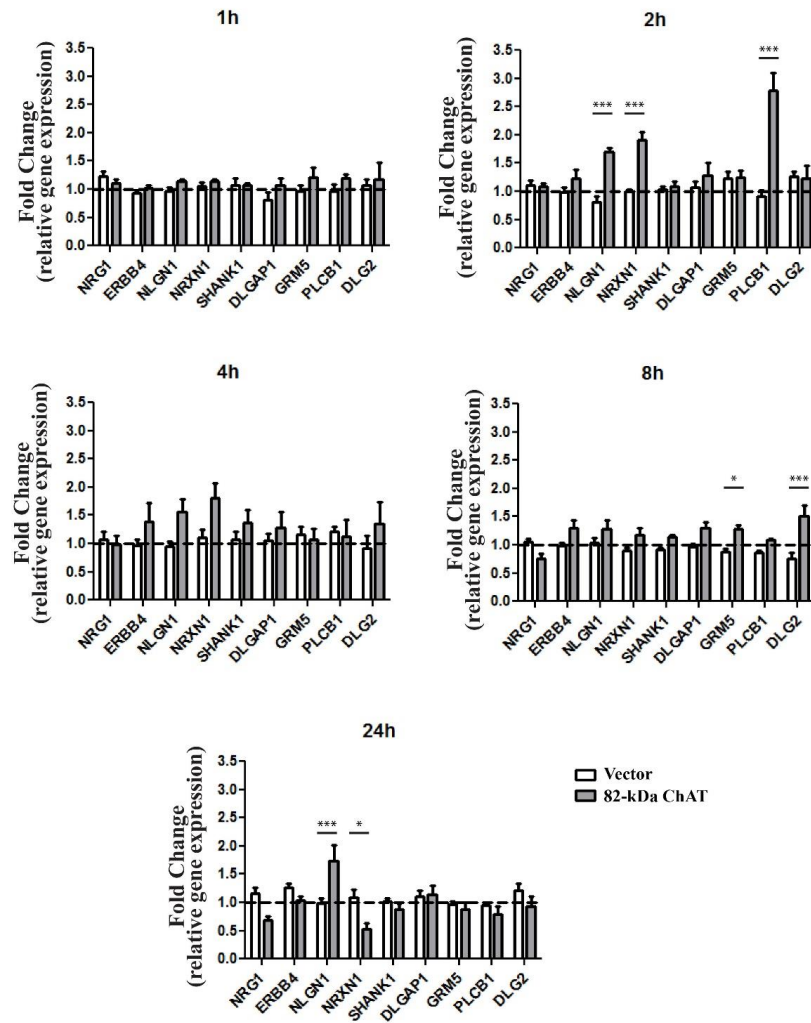 1h
Fold Change
(relative gene expression)
3.5
3.0
2.5
2.0
1.5
1.0
0.5
0.0
NRG1
ERBB4
NLGN1
NRXN1
SHANK1
DLGAP1
GRM5
PLCB1
DLG2
2h
Fold Change
(relative gene expression)
3.5
3.0
2.5
2.0
1.5
1.0
0.5
0.0
***
***
***
NRG1
ERBB4
NLGN1
NRXN1
SHANK1
DLGAP1
GRM5
PLCB1
DLG2
4h
Fold Change
(relative gene expression)
3.5
3.0
2.5
2.0
1.5
1.0
0.5
0.0
NRG1
ERBB4
NLGN1
NRXN1
SHANK1
DLGAP1
GRM5
PLCB1
DLG2
8h
Fold Change
(relative gene expression)
3.5
3.0
2.5
2.0
1.5
1.0
0.5
0.0
*
***
NRG1
ERBB4
NLGN1
NRXN1
SHANK1
DLGAP1
GRM5
PLCB1
DLG2
24h
Fold Change
(relative gene expression)
3.5
3.0
2.5
2.0
1.5
1.0
0.5
0.0
***
*
NRG1
ERBB4
NLGN1
NRXN1
SHANK1
DLGAP1
GRM5
PLCB1
DLG2
Vector
82-kDa ChAT